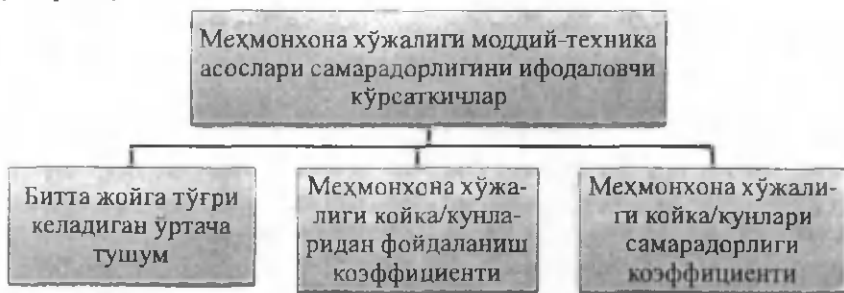 Меҳмонхона хўжалиги моддий-техника
асослари самарадорлигини ифодаловчи
кўрсаткичлар
Битта жойга тўғри
келадиган ўртача
тушум
Меҳмонхона хўжа-
лиги койка/кунла-
ридан фойдаланиш
коэффициенти
Меҳмонхона хўжали-
ги койка/кунлари
самарадорлиги
коэффициенти